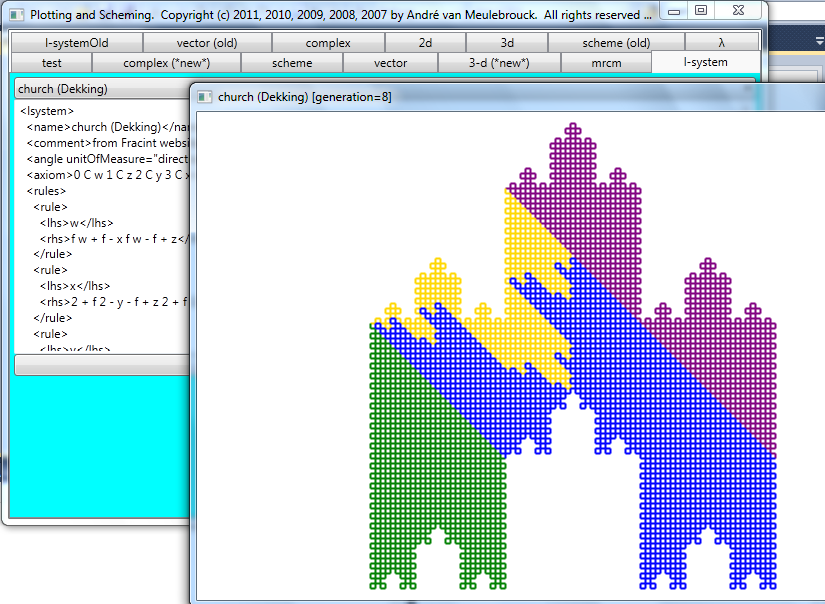 Plotting and Scheming. Copyright (c) 2011, 2010, 2009, 2008, 2007 by André van Meulebrouck. All rights reserved ...
l-systemOld vector (old) complex 2d 3d scheme (old) λ
test complex (*new*) scheme vector 3-d (*new*) mrcm l-system
church (Dekking)
church (Dekking) [generation=8]
<lsystem>
<name>church (Dekking)</nan
<comment>from Fracint websi
<angle unitOfMeasure="direct
<axiom>0 C w 1 C z 2 C y 3 C x
<rules>
<rule>
<lhs>w</lhs>
<rhs>f w + f - x f w - f + z</
</rule>
<rule>
<lhs>x</lhs>
<rhs>2 + f 2 - y - f + z 2 + f
</rule>
<rule>
<lhs>y</lhs>